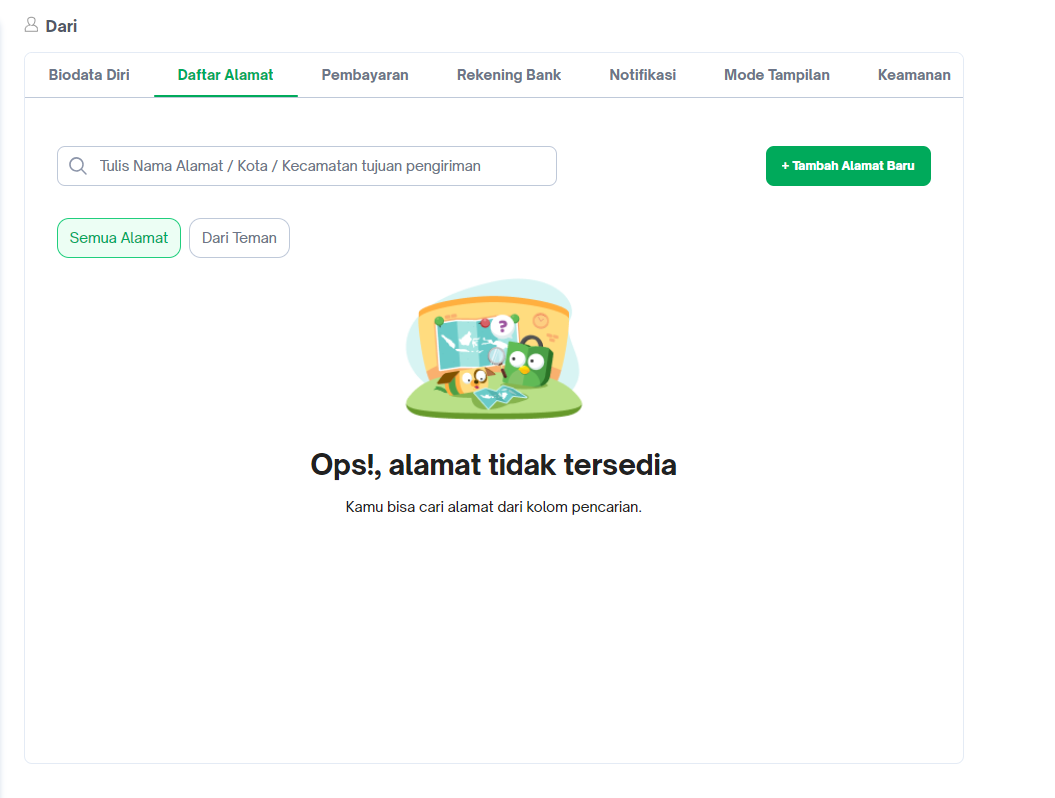 Dari
Biodata Diri Daftar Alamat Pembayaran Rekening Bank Notifikasi Mode Tampilan Keamanan
Tulis Nama Alamat / Kota / Kecamatan tujuan pengiriman
+ Tambah Alamat Baru
Semua Alamat Dari Teman
?
Ops!, alamat tidak tersedia
Kamu bisa cari alamat dari kolom pencarian.